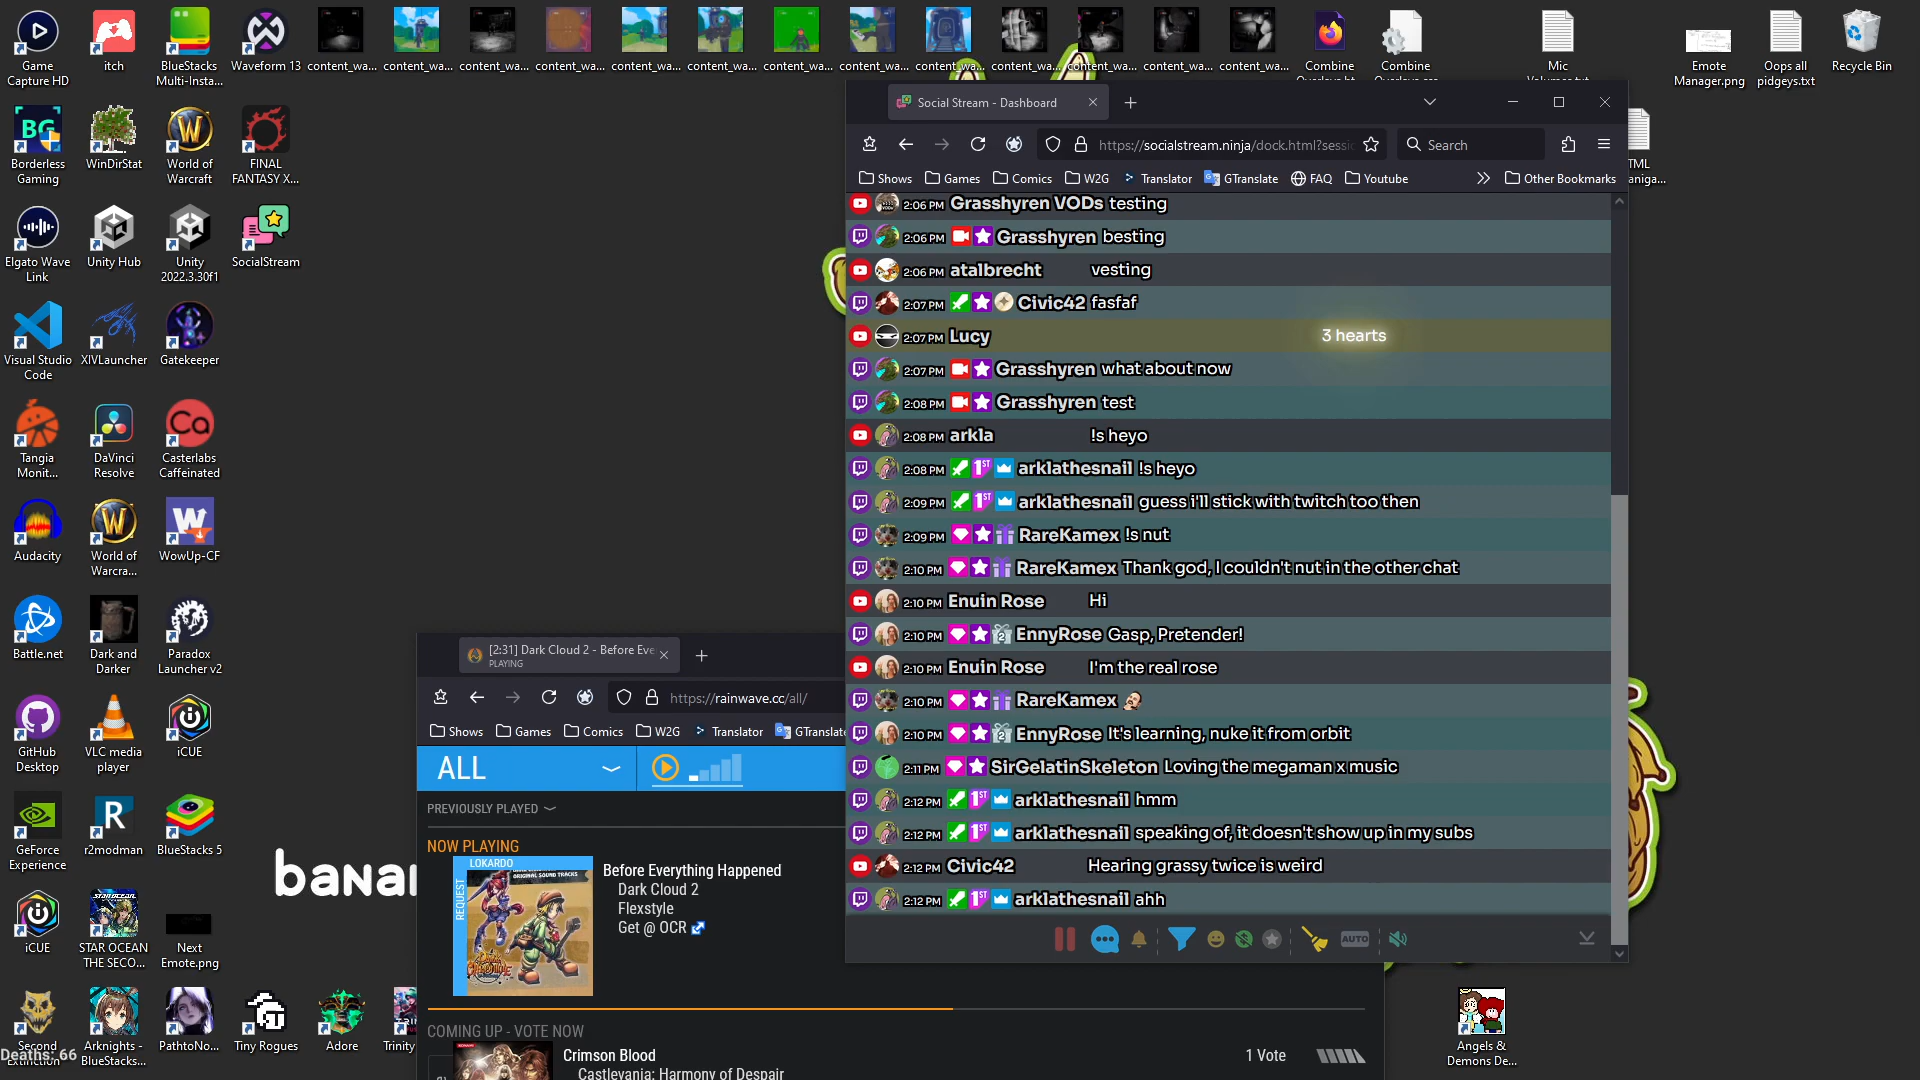 Game Capture HD
itch
BlueStacks Multi-Insta...
Waveform 13
content_wa...
content_wa...
content_wa...
content_wa...
content_wa...
content_wa...
content_wa...
content_wa...
content_wa...
content_wa...
content_wa...
content_wa...
content_wa...
Combine
Combine
Mic
Emote Manager.png
Oops all pidgeys.txt
Recycle Bin
Borderless Gaming
WinDirStat
World of Warcraft
FINAL FANTASY X...
Elgato Wave Link
Unity Hub
Unity 2022.3.30f1
SocialStream
Visual Studio Code
XIVLauncher
Gatekeeper
Tangia Monit...
DaVinci Resolve
Casterlabs Caffeinated
Audacity
World of Warcra...
WowUp-CF
Battle.net
Dark and Darker
Paradox Launcher v2
GitHub Desktop
VLC media player
iCUE
GeForce Experience
r2modman
BlueStacks 5
iCUE
STAR OCEAN THE SECO...
Next Emote.png
Second Extinction
Arknights - BlueStacks...
PathtoNo...
Tiny Rogues
Adore
Trinity
Deaths: 66
banan
Angels & Demons De...
Social Stream - Dashboard
https://socialstream.ninja/dock.html?sessi
Search
Shows
Games
Comics
W2G
Translator
GTranslate
FAQ
Youtube
Other Bookmarks
2:06 PM Grasshyren VODs testing
2:06 PM Grasshyren besting
2:06 PM atalbrecht vesting
2:07 PM Civic42 fasfaf
2:07 PM Lucy 3 hearts
2:07 PM Grasshyren what about now
2:08 PM Grasshyren test
2:08 PM arkla !s heyo
2:08 PM 1ST arklathesnail !s heyo
2:09 PM 1ST arklathesnail guess i'll stick with twitch too then
2:09 PM RareKamex !s nut
2:10 PM RareKamex Thank god, I couldn't nut in the other chat
2:10 PM Enuin Rose Hi
2:10 PM 2 EnnyRose Gasp, Pretender!
2:10 PM Enuin Rose I'm the real rose
2:10 PM RareKamex
2:10 PM 2 EnnyRose It's learning, nuke it from orbit
2:11 PM SirGelatinSkeleton Loving the megaman x music
2:12 PM 1ST arklathesnail hmm
2:12 PM 1ST arklathesnail speaking of, it doesn't show up in my subs
2:12 PM Civic42 Hearing grassy twice is weird
2:12 PM 1ST arklathesnail ahh
AUTO
[2:31] Dark Cloud 2 - Before Eve
PLAYING
https://rainwave.cc/all/
Shows
Games
Comics
W2G
Translator
GTranslate
ALL
PREVIOUSLY PLAYED
NOW PLAYING
LOKARDO
REQUEST
ORIGINAL SOUND TRACKS
Before Everything Happened
Dark Cloud 2
Flexstyle
Get @ OCR
COMING UP - VOTE NOW
Crimson Blood
1 Vote
Castlevania: Harmony of Despair